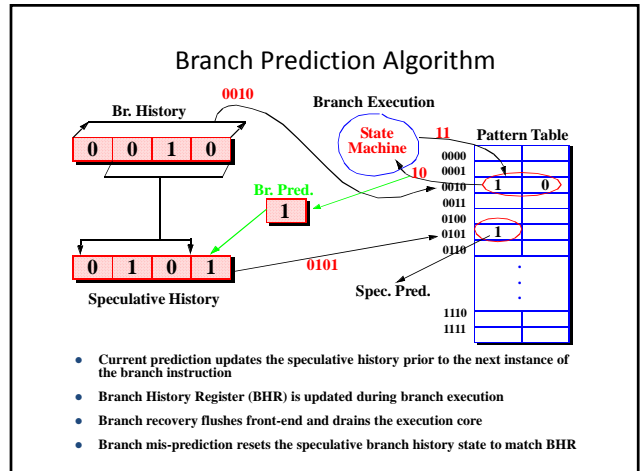 Branch Prediction Algorithm
0010
Br. History
Branch Execution
0 0 1 0
State
Machine
11
Pattern Table
0000
0001
10
0010
1 0
0011
Br. Pred.
1
0100
0101
1
0110
0 1 0 1
0101
Speculative History
Spec. Pred.
.
.
.
1110
1111
• Current prediction updates the speculative history prior to the next instance of
the branch instruction
• Branch History Register (BHR) is updated during branch execution
• Branch recovery flushes front-end and drains the execution core
• Branch mis-prediction resets the speculative branch history state to match BHR